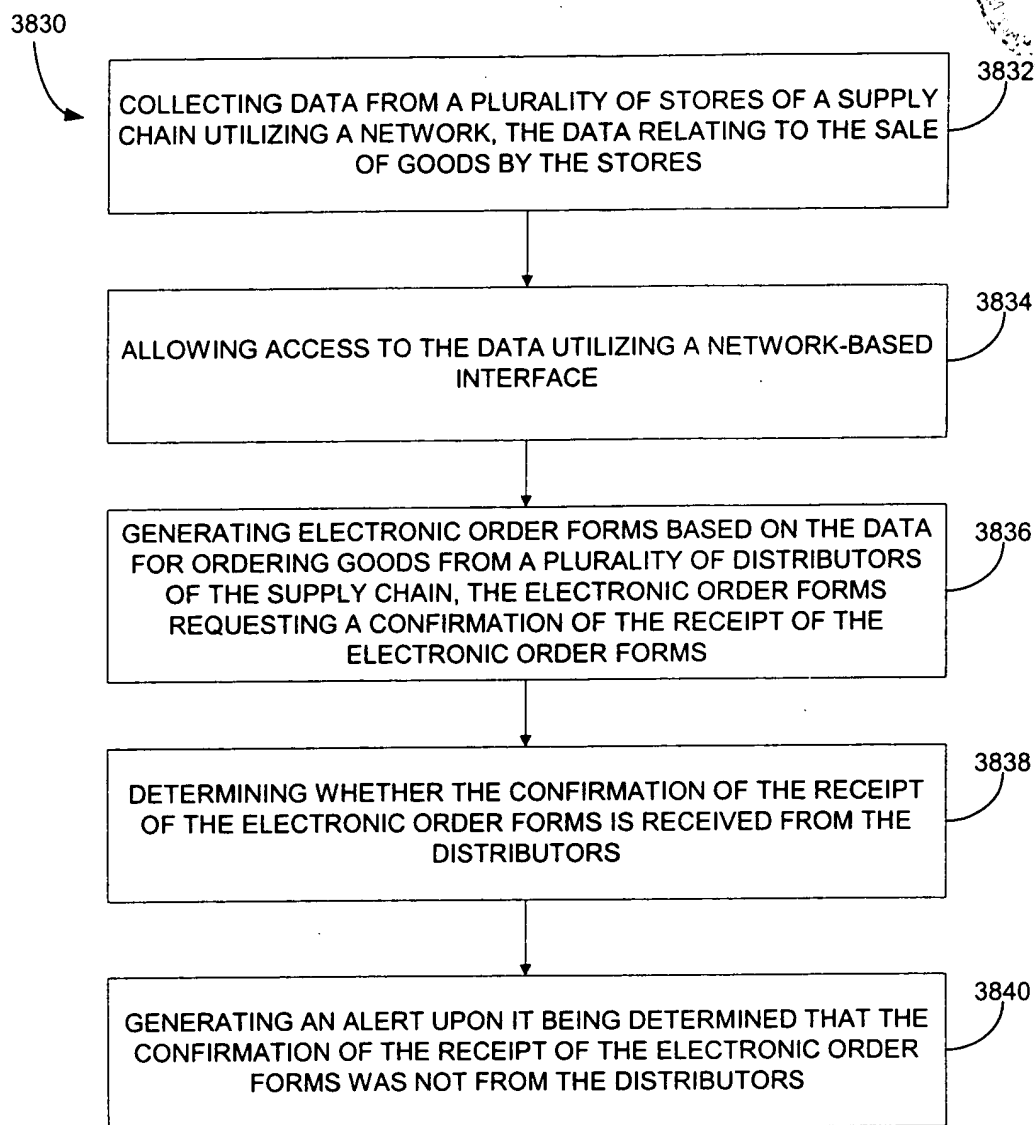 3830
3832
COLLECTING DATA FROM A PLURALITY OF STORES OF A SUPPLY
CHAIN UTILIZING A NETWORK, THE DATA RELATING TO THE SALE
OF GOODS BY THE STORES
3834
ALLOWING ACCESS TO THE DATA UTILIZING A NETWORK-BASED
INTERFACE
3836
GENERATING ELECTRONIC ORDER FORMS BASED ON THE DATA
FOR ORDERING GOODS FROM A PLURALITY OF DISTRIBUTORS
OF THE SUPPLY CHAIN, THE ELECTRONIC ORDER FORMS
REQUESTING A CONFIRMATION OF THE RECEIPT OF THE
ELECTRONIC ORDER FORMS
3838
DETERMINING WHETHER THE CONFIRMATION OF THE RECEIPT
OF THE ELECTRONIC ORDER FORMS IS RECEIVED FROM THE
DISTRIBUTORS
3840
GENERATING AN ALERT UPON IT BEING DETERMINED THAT THE
CONFIRMATION OF THE RECEIPT OF THE ELECTRONIC ORDER
FORMS WAS NOT FROM THE DISTRIBUTORS